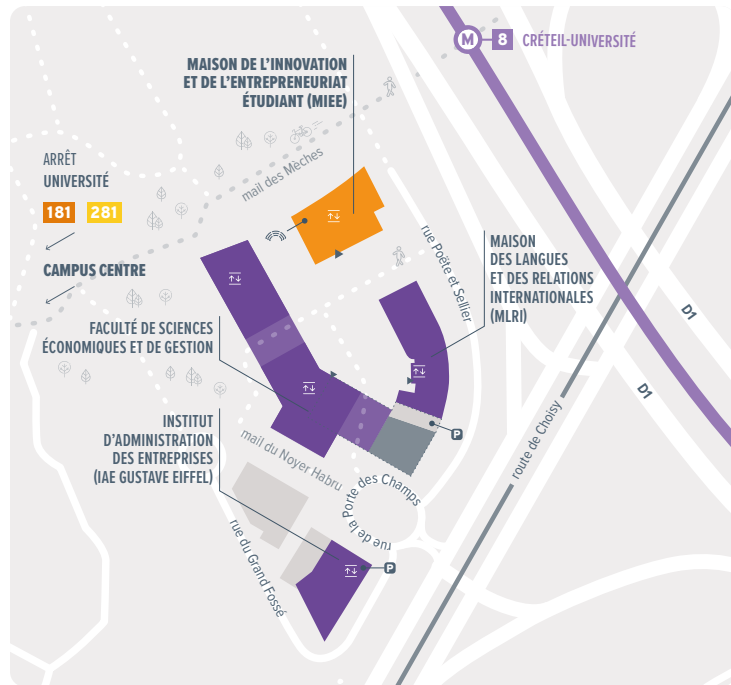 M 8 CRÉTEIL-UNIVERSITÉ
MAISON DE L'INNOVATION
ET DE L'ENTREPRENEURIAT
ÉTUDIANT (MIEE)
ARRÊT
UNIVERSITÉ
181 281
CAMPUS CENTRE
mail des Mèches
rue Poëte et Sellier
MAISON
DES LANGUES
ET DES RELATIONS
INTERNATIONALES
(MLRI)
D1
D1
FACULTÉ DE SCIENCES
ÉCONOMIQUES ET DE GESTION
route de Choisy
INSTITUT
D'ADMINISTRATION
DES ENTREPRISES
(IAE GUSTAVE EIFFEL)
mail du Noyer Habru
P
rue de la Porte des Champs
rue du Grand Fossé
P